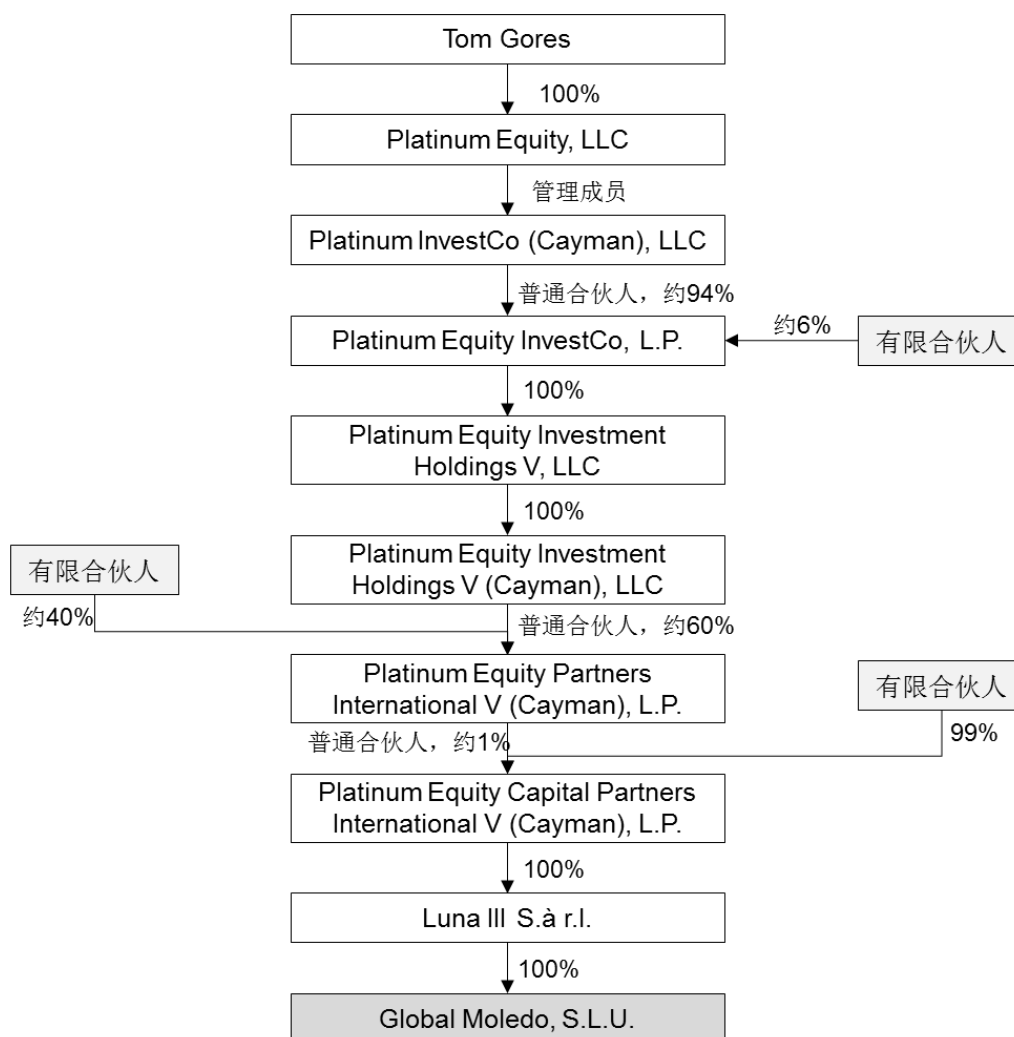 Tom Gores
100%
Platinum Equity, LLC
管理成员
Platinum InvestCo (Cayman), LLC
普通合伙人，约94%
Platinum Equity InvestCo, L.P.
约6%
有限合伙人
100%
Platinum Equity Investment
Holdings V, LLC
100%
有限合伙人
约40%
Platinum Equity Investment
Holdings V (Cayman), LLC
普通合伙人，约60%
Platinum Equity Partners
International V (Cayman), L.P.
有限合伙人
99%
普通合伙人，约1%
Platinum Equity Capital Partners
International V (Cayman), L.P.
100%
Luna III S.à r.l.
100%
Global Moledo, S.L.U.